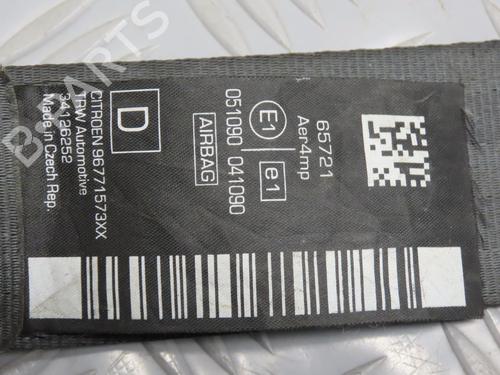 65721
Aer4mp
E1
e1
051090 041090
AIRBAG
D
CITROEN 96771573XX
TRW Automotive
34126252
Made in Czech Rep.
B-PARTS